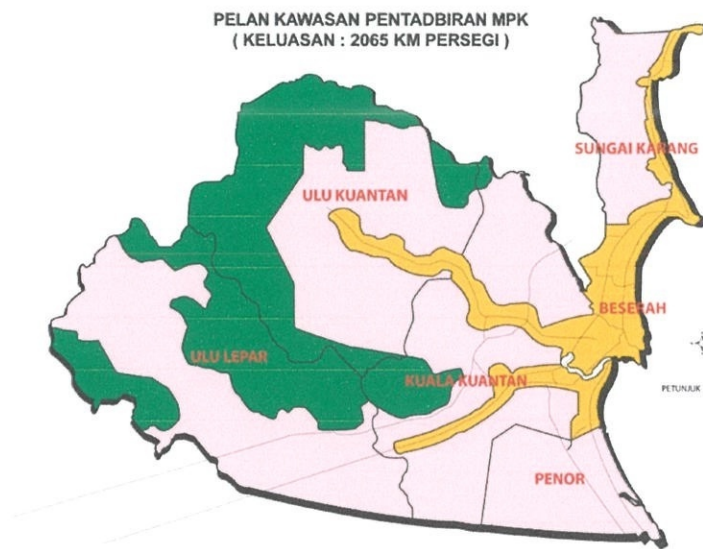 PELAN KAWASAN PENTADBIRAN MPK
( KELUASAN : 2065 KM PERSEGI )
SUNGAI KARANG
ULU KUANTAN
BESERAH
ULU LEPAR
KUALA KUANTAN
PETUNJUK
PENOR